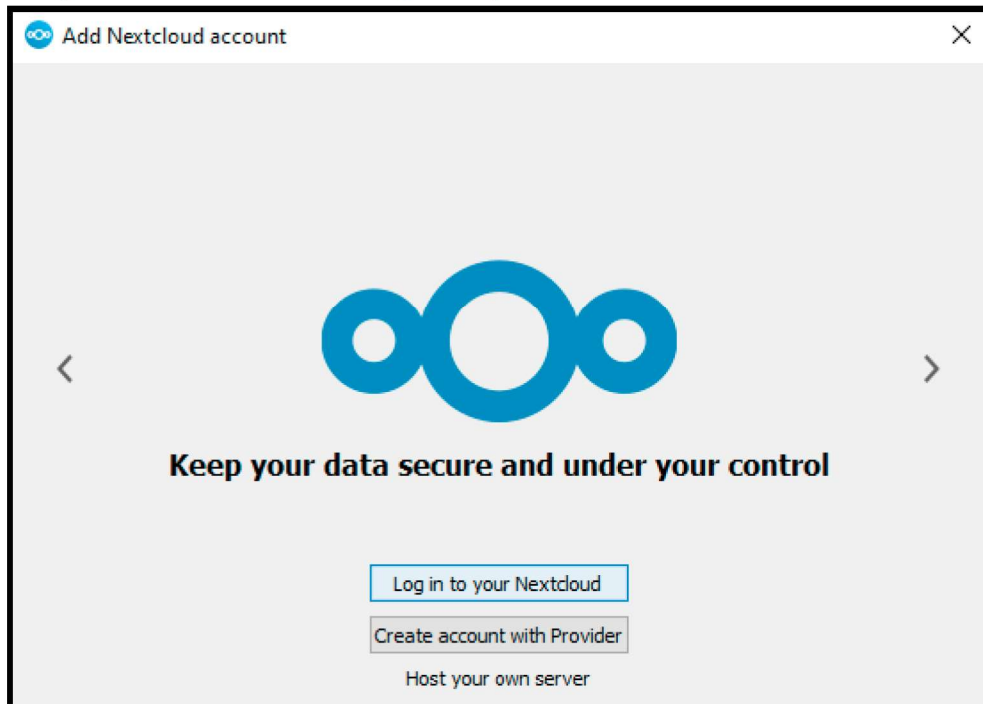 Add Nextcloud account
Keep your data secure and under your control
Log in to your Nextcloud
Create account with Provider
Host your own server